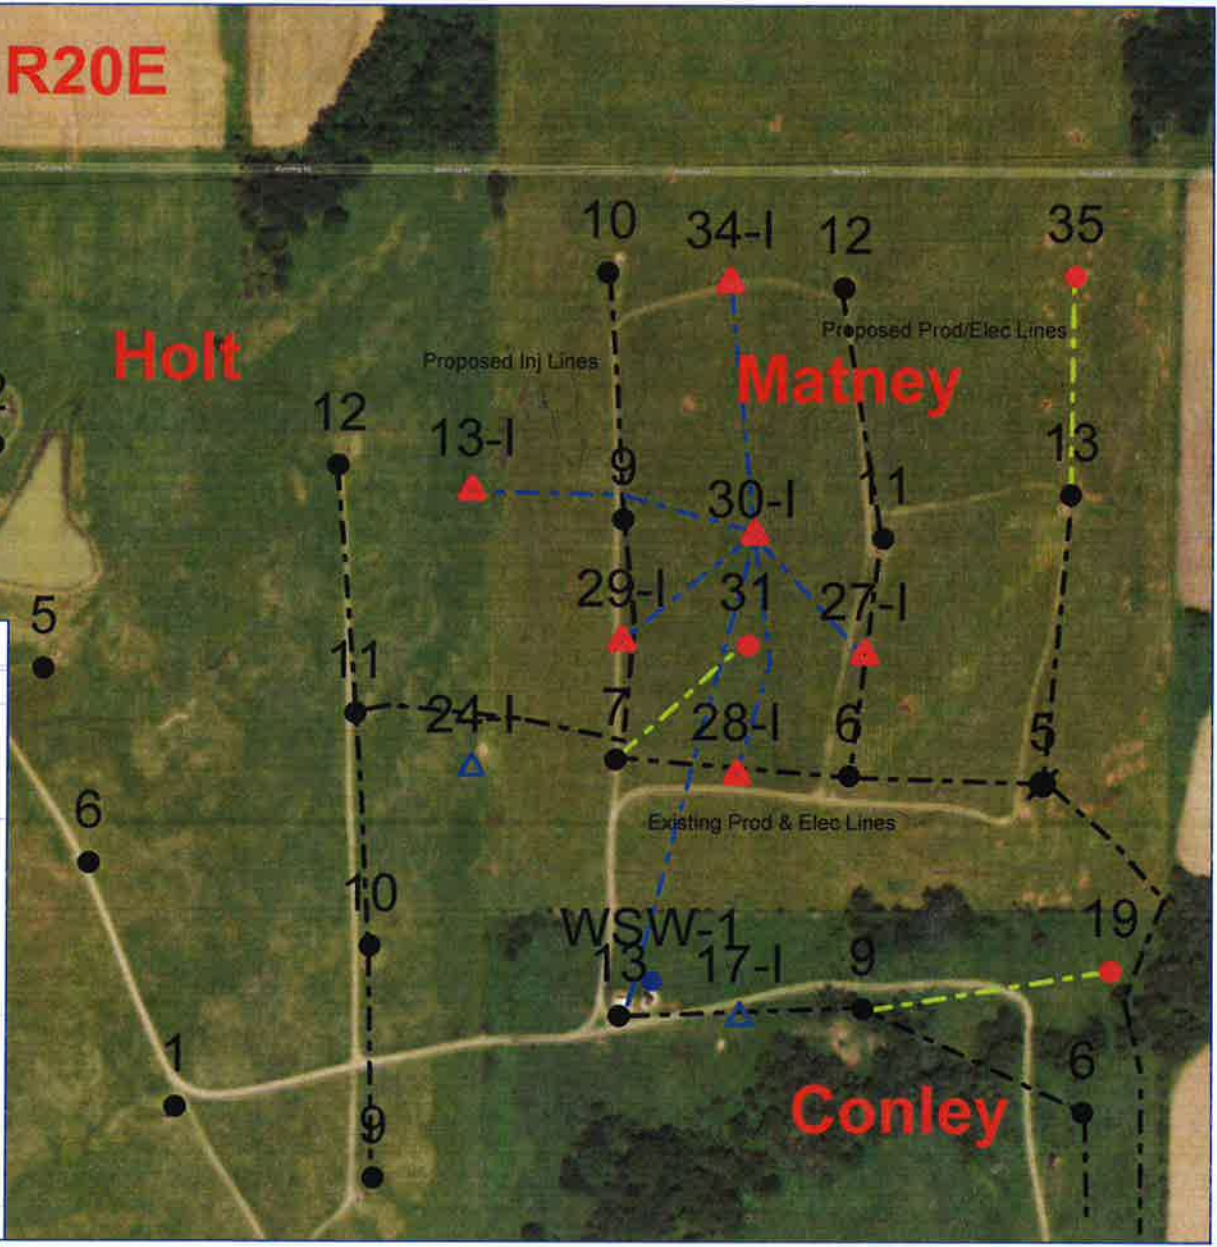 R20E
10
34-I
12
35
Proposed Prod/Elec Lines
Holt
Proposed Inj Lines
Matney
12
13-I
9
13
30-I
11
29-I
31
27-I
5
11
24-I
7
28-I
6
5
6
Existing Prod & Elec Lines
10
WSW-1
19
13
17-I
9
1
6
Conley
9